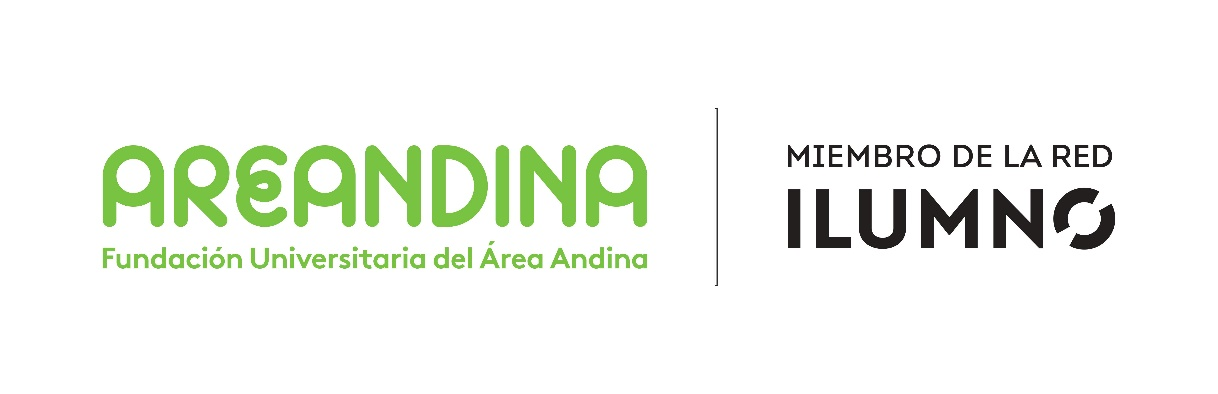 AREANDINA
Fundación Universitaria del Área Andina
MIEMBRO DE LA RED
ILUMNO